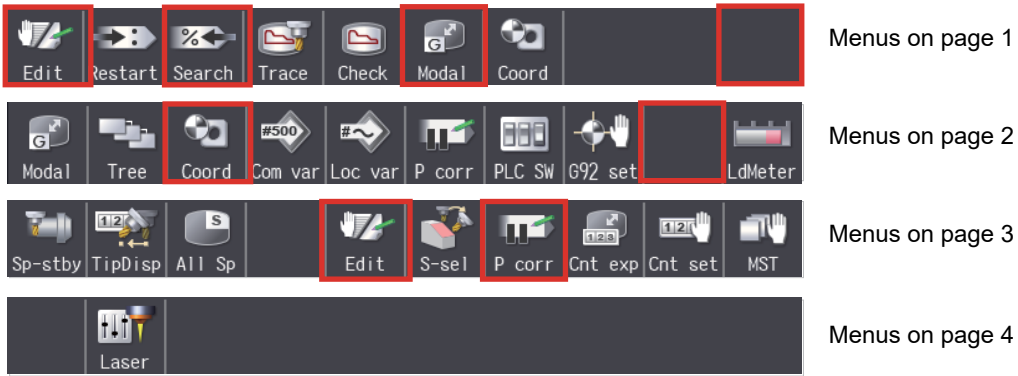 Edit Restart Search Trace Check Modal Coord Menus on page 1
#500 #
Modal Tree Coord Com var Loc var P corr PLC SW G92 set LdMeter Menus on page 2
Sp-stby TipDisp All Sp Edit S-sel P corr Cnt exp Cnt set MST Menus on page 3
Laser Menus on page 4